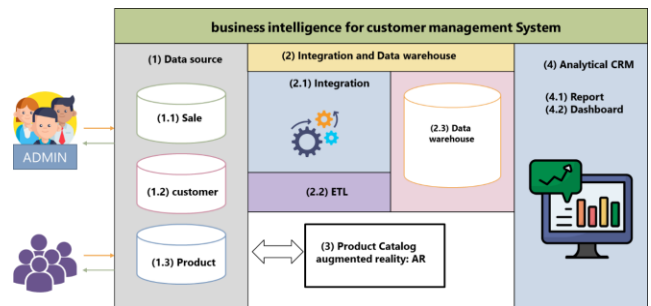 business intelligence for customer management System
(1) Data source
(2) Integration and Data warehouse
(4) Analytical CRM
(2.1) Integration
(4.1) Report
(4.2) Dashboard
(1.1) Sale
(2.3) Data
warehouse
ADMIN
(1.2) customer
(2.2) ETL
(3) Product Catalog
augmented reality: AR
(1.3) Product